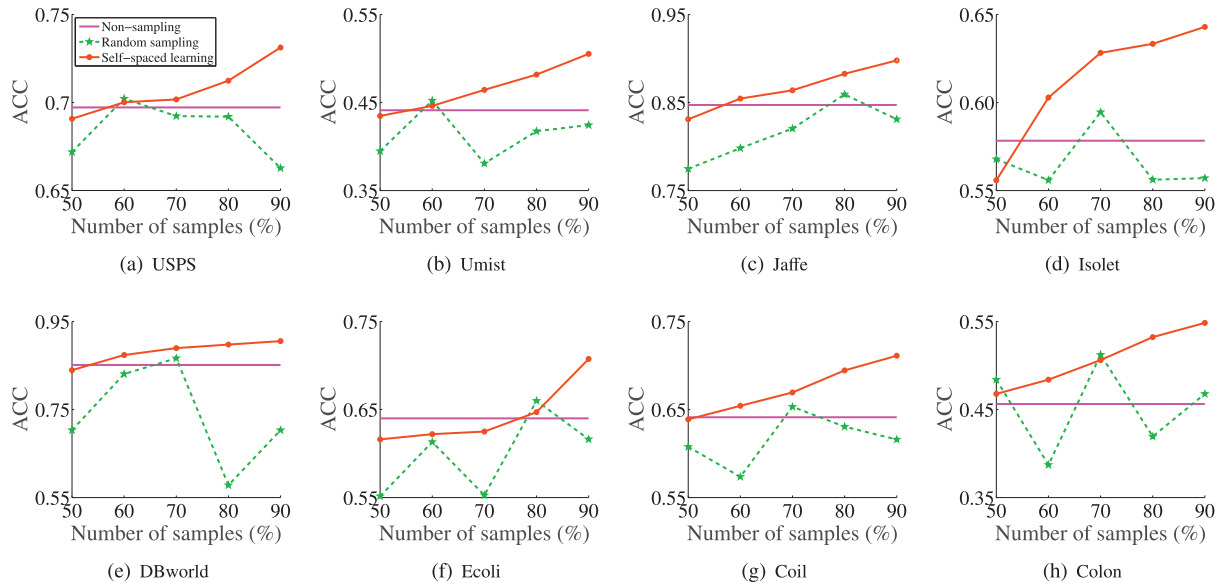 0.75
0.7
0.65
ACC
Non-sampling
Random sampling
Self-spaced learning
50 60 70 80 90
Number of samples (%)
(a) USPS
0.55
0.45
0.35
ACC
50 60 70 80 90
Number of samples (%)
(b) Umist
0.95
0.85
0.75
ACC
50 60 70 80 90
Number of samples (%)
(c) Jaffe
0.65
0.60
0.55
ACC
50 60 70 80 90
Number of samples (%)
(d) Isolet
0.95
0.75
0.55
ACC
50 60 70 80 90
Number of samples (%)
(e) DBworld
0.75
0.65
0.55
ACC
50 60 70 80 90
Number of samples (%)
(f) Ecoli
0.75
0.65
0.55
ACC
50 60 70 80 90
Number of samples (%)
(g) Coil
0.55
0.45
0.35
ACC
50 60 70 80 90
Number of samples (%)
(h) Colon